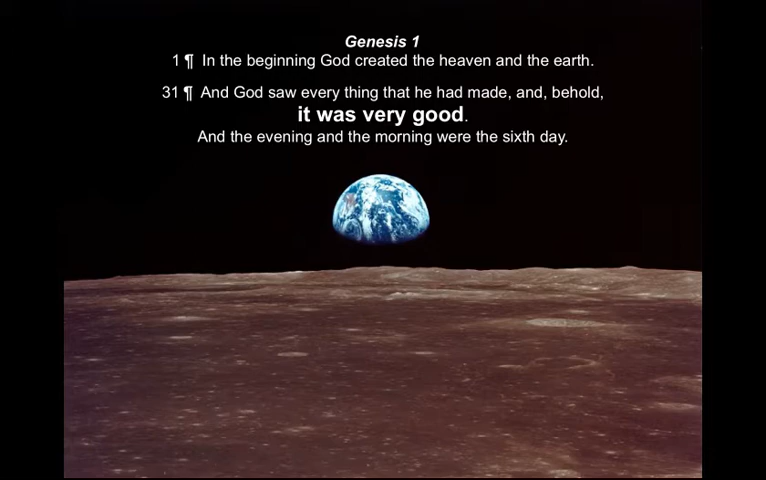 Genesis 1
1 ¶ In the beginning God created the heaven and the earth.
31 ¶ And God saw every thing that he had made, and, behold,
it was very good.
And the evening and the morning were the sixth day.